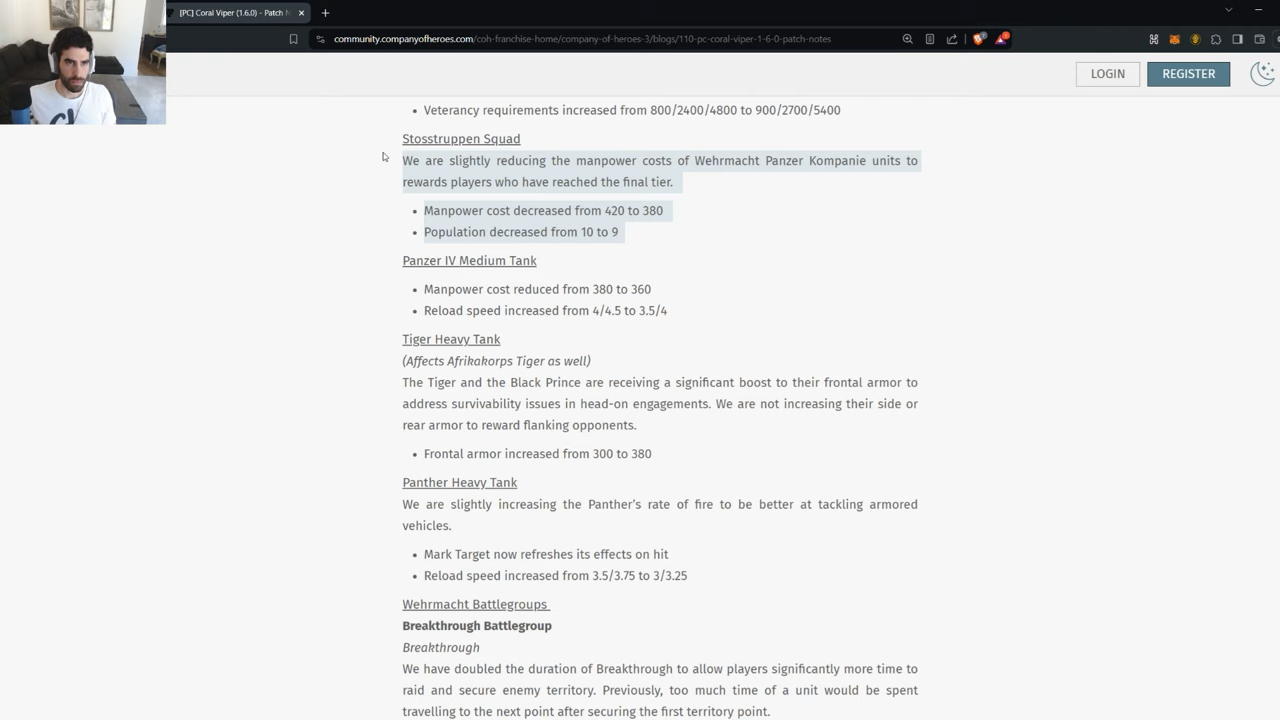 [PC] Coral Viper (1.6.0) - Patch N
community.companyofheroes.com/coh-franchise-home/company-of-heroes-3/blogs/110-pc-coral-viper-1-6-0-patch-notes
LOGIN
REGISTER
• Veterancy requirements increased from 800/2400/4800 to 900/2700/5400
Stosstruppen Squad
We are slightly reducing the manpower costs of Wehrmacht Panzer Kompanie units to
rewards players who have reached the final tier.
• Manpower cost decreased from 420 to 380
• Population decreased from 10 to 9
Panzer IV Medium Tank
• Manpower cost reduced from 380 to 360
• Reload speed increased from 4/4.5 to 3.5/4
Tiger Heavy Tank
(Affects Afrikakorps Tiger as well)
The Tiger and the Black Prince are receiving a significant boost to their frontal armor to
address survivability issues in head-on engagements. We are not increasing their side or
rear armor to reward flanking opponents.
• Frontal armor increased from 300 to 380
Panther Heavy Tank
We are slightly increasing the Panther’s rate of fire to be better at tackling armored
vehicles.
• Mark Target now refreshes its effects on hit
• Reload speed increased from 3.5/3.75 to 3/3.25
Wehrmacht Battlegroups
Breakthrough Battlegroup
Breakthrough
We have doubled the duration of Breakthrough to allow players significantly more time to
raid and secure enemy territory. Previously, too much time of a unit would be spent
travelling to the next point after securing the first territory point.